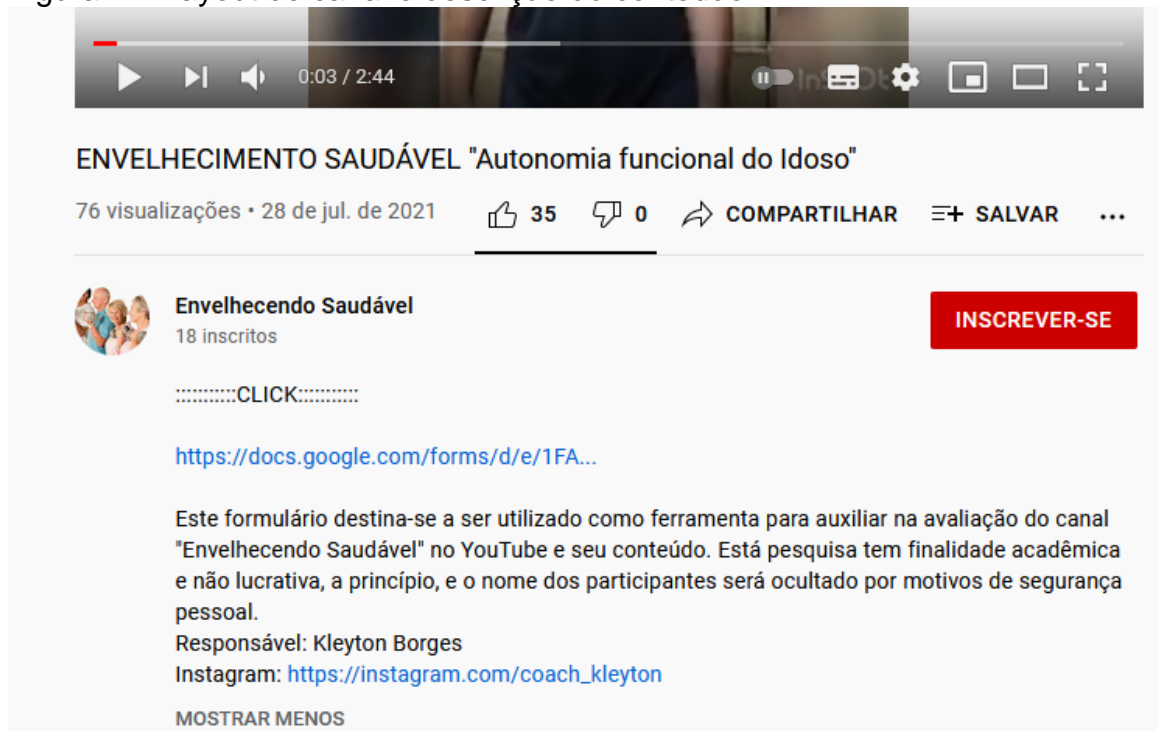 0:03 / 2:44
ENVELHECIMENTO SAUDÁVEL "Autonomia funcional do Idoso"
76 visualizações • 28 de jul. de 2021 35 0 COMPARTILHAR SALVAR ...
Envelhecendo Saudável
18 inscritos
INSCREVER-SE
:::::::::::CLICK:::::::::::
https://docs.google.com/forms/d/e/1FA...
Este formulário destina-se a ser utilizado como ferramenta para auxiliar na avaliação do canal
"Envelhecendo Saudável" no YouTube e seu conteúdo. Está pesquisa tem finalidade acadêmica
e não lucrativa, a princípio, e o nome dos participantes será ocultado por motivos de segurança
pessoal.
Responsável: Kleyton Borges
Instagram: https://instagram.com/coach_kleyton
MOSTRAR MENOS